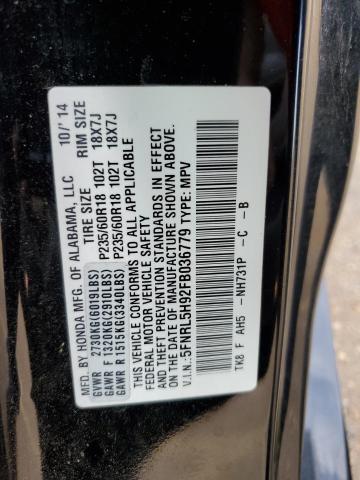 MFD. BY HONDA MFG. OF ALABAMA, LLC 10/'14
TIRE SIZE RIM SIZE
GVWR 2730KG(6019LBS)
GAWR F 1320KG(2910LBS) P235/60R18 102T 18X7J
GAWR R 1515KG(3340LBS) P235/60R18 102T 18X7J
THIS VEHICLE CONFORMS TO ALL APPLICABLE
FEDERAL MOTOR VEHICLE SAFETY
AND THEFT PREVENTION STANDARDS IN EFFECT
ON THE DATE OF MANUFACTURE SHOWN ABOVE.
V.I.N.: 5FNRL5H92FB036779 TYPE: MPV
TK8 F AH5 -NH731P -C -B